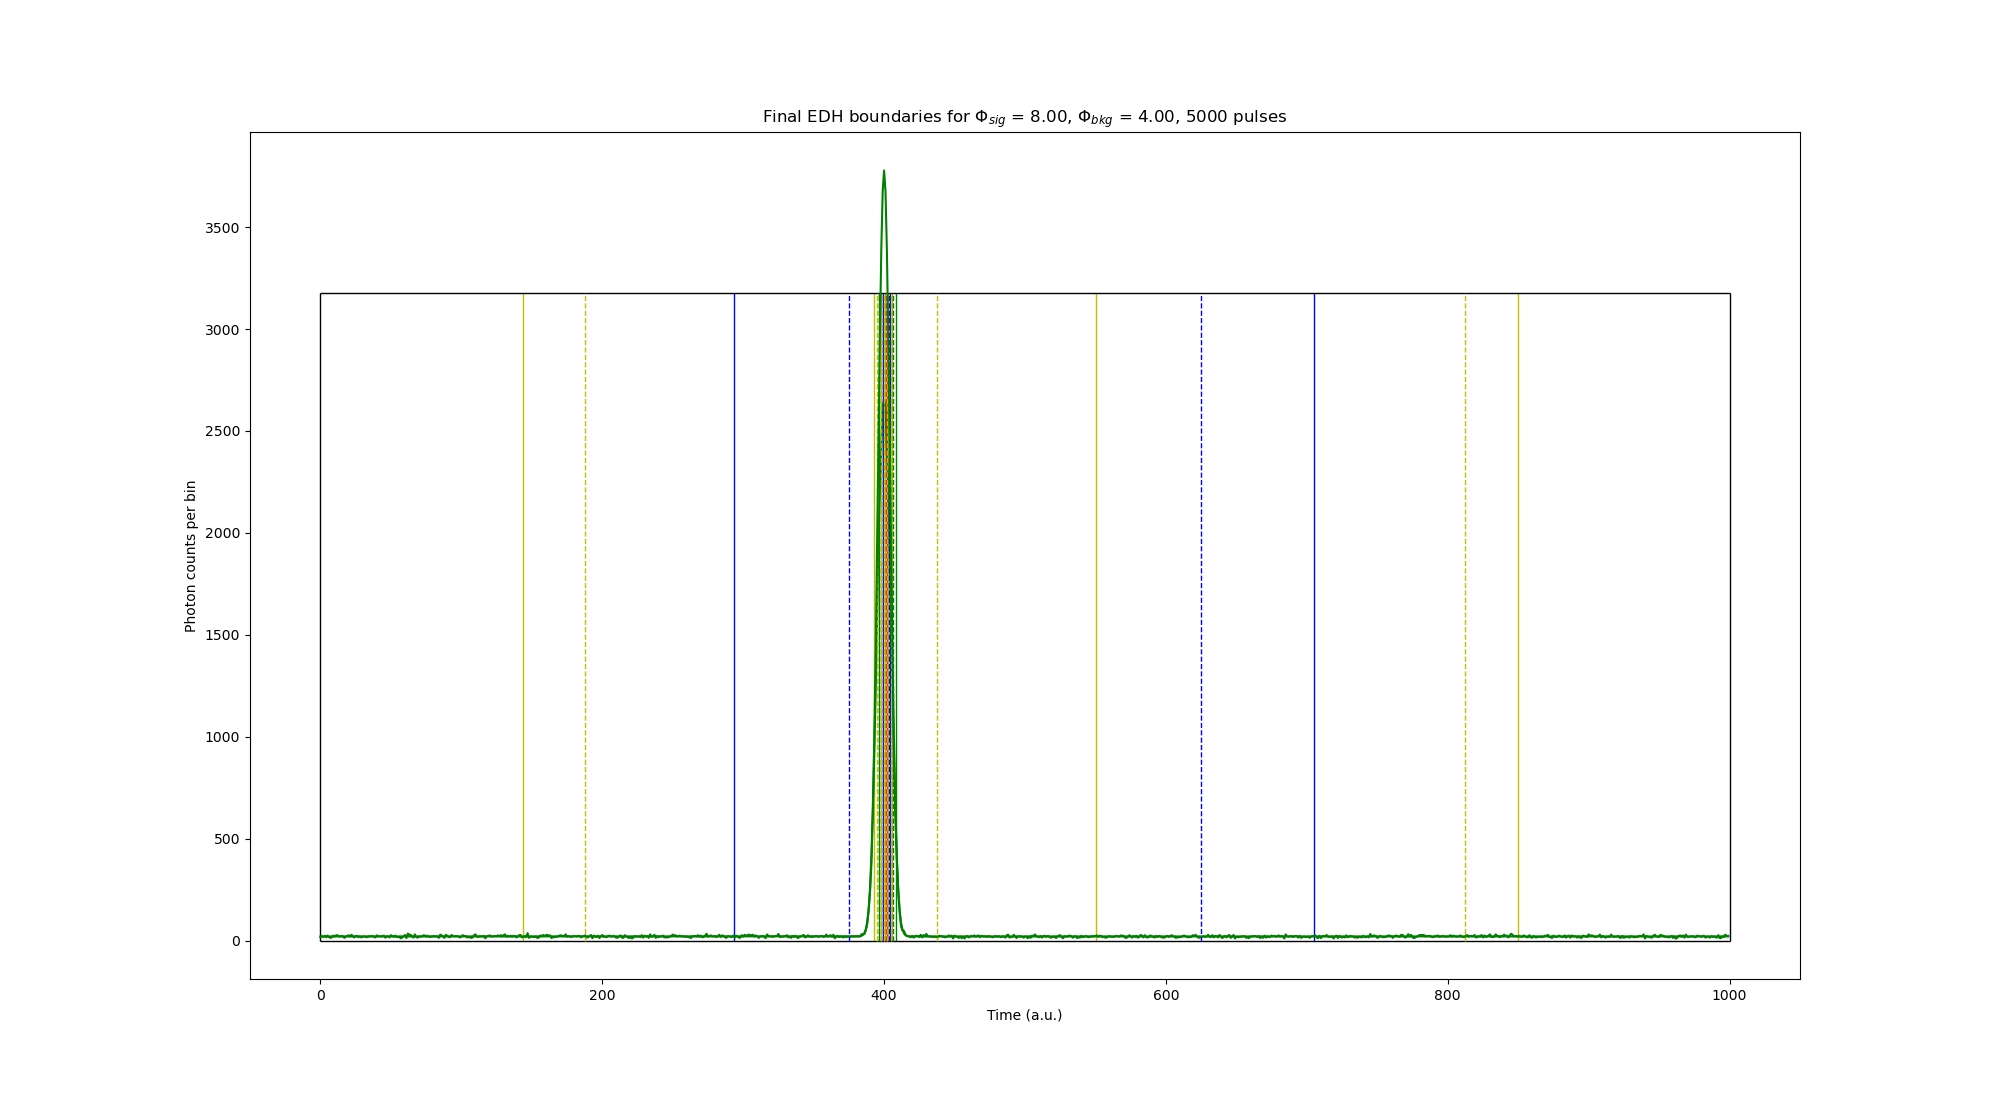 Final EDH boundaries for Φsig = 8.00, Φbkg = 4.00, 5000 pulses
Photon counts per bin
3500
3000
2500
2000
1500
1000
500
0
0 200 400 600 800 1000
Time (a.u.)